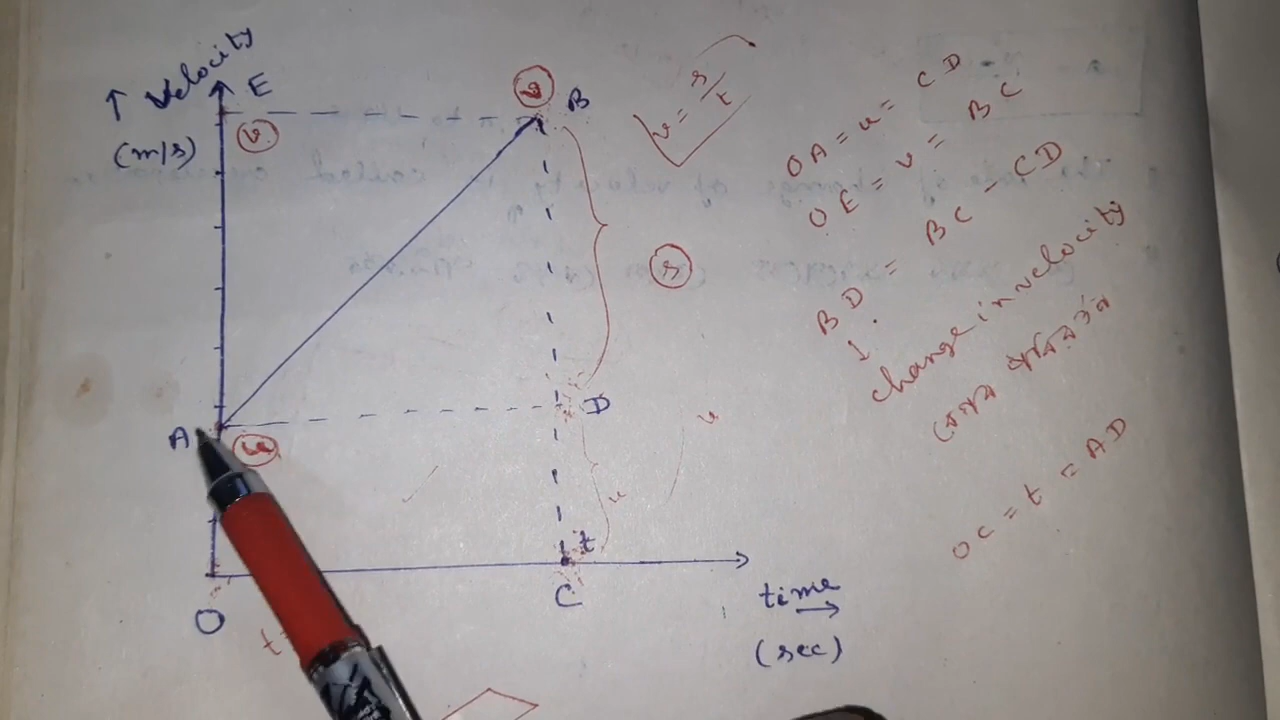 ↑ Velocity
(m/s)
E
v
v
B
v = s/t
OA = u = CD
OE = v = BC
BD = BC - CD
↓
change in velocity
s
A
u
D
u
u
OC = t = AD
t
O
C
time
→
(sec)
t